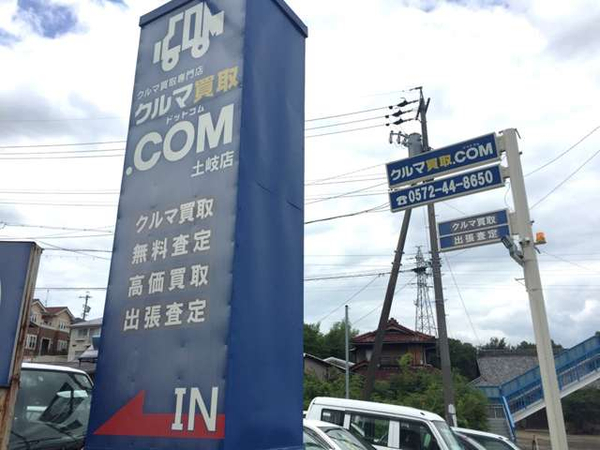 クルマ買取専門店
クルマ買取
ドットコム
.COM
土岐店
クルマ買取
無料査定
高価買取
出張査定
IN
クルマ買取.COM
☎0572-44-8650
クルマ買取
出張査定